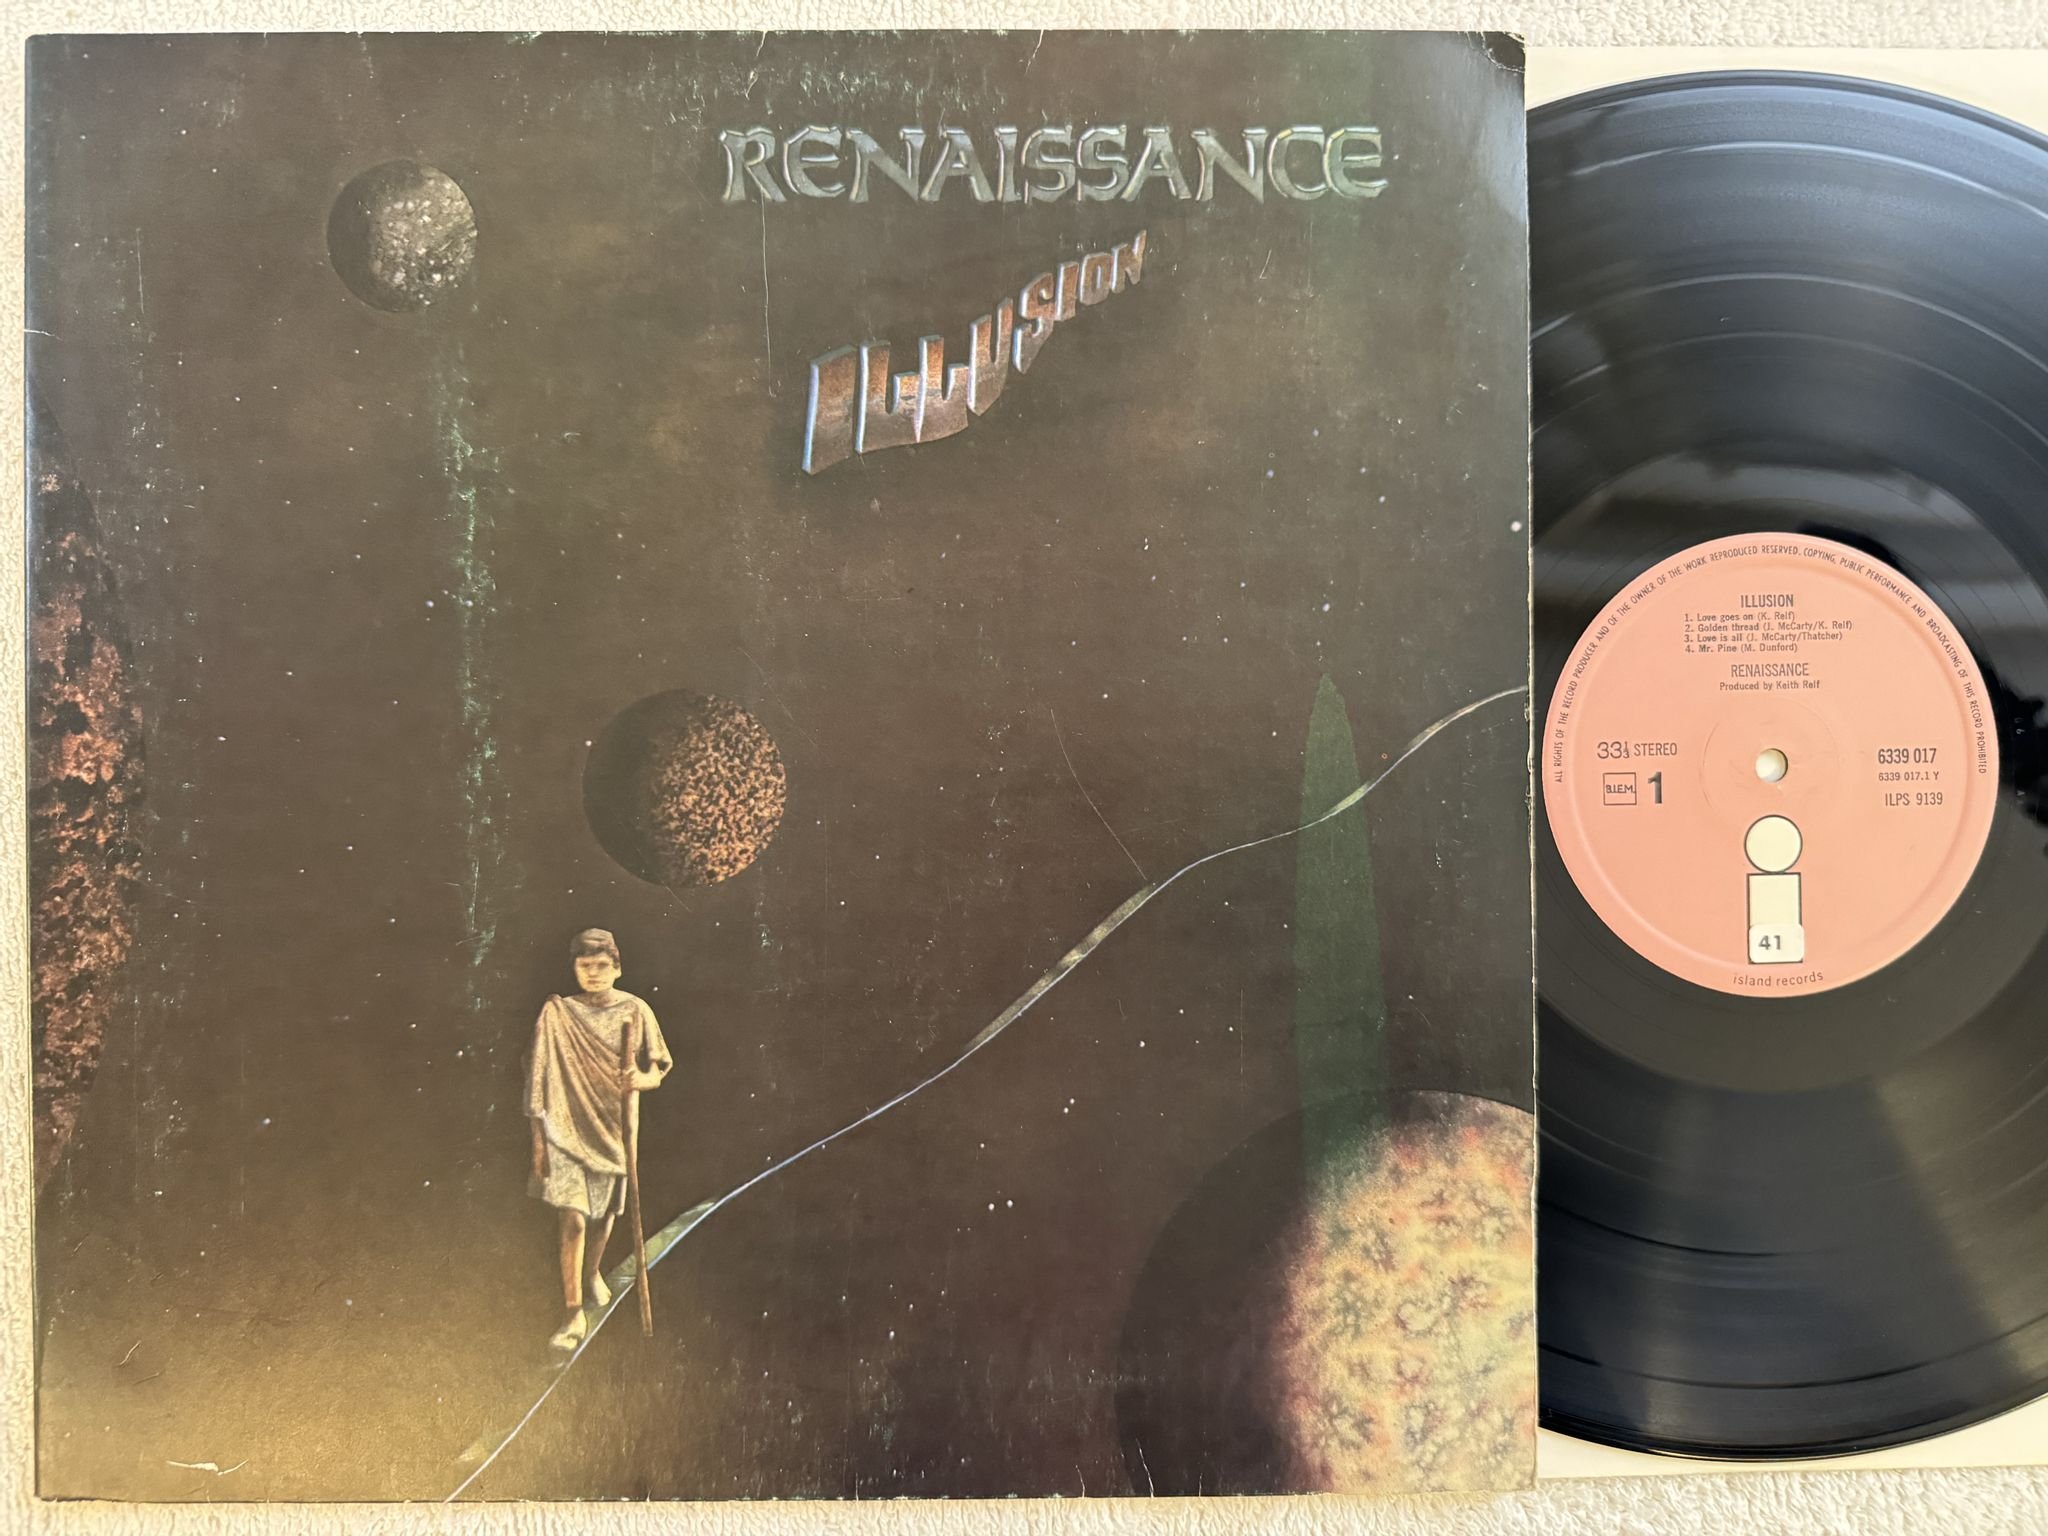 RENAISSANCE
ILLUSION
ALL RIGHTS OF THE RECORD PRODUCER AND OF THE OWNER OF THE WORK REPRODUCED RESERVED. COPYING, PUBLIC PERFORMANCE AND BROADCASTING OF THIS RECORD PROHIBITED
ILLUSION
1. Love goes on (K. Relf)
2. Golden thread (J. McCarty/K. Relf)
3. Love is all (J. McCarty/Thatcher)
4. Mr. Pine (M. Dunford)
RENAISSANCE
Produced by Keith Relf
33⅓ STEREO
6339 017
6339 017.1 Y
B.I.E.M. 1
ILPS 9139
41
island records